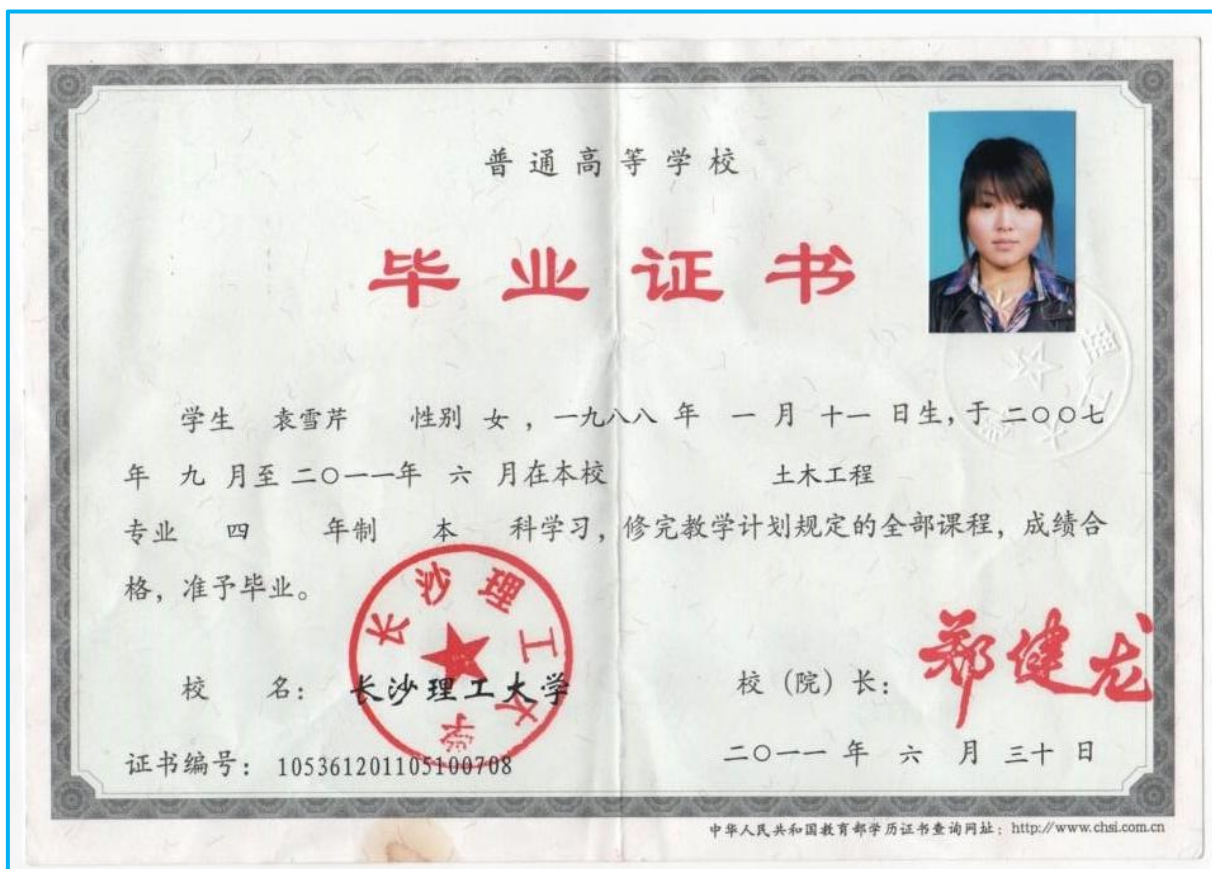 普通高等学校
毕业证书
学生 袁雪芹 性别 女 ，一九八八 年 一 月 十一 日生，于 二〇〇七
年 九 月至 二〇一一年 六 月在本校 土木工程
专业 四 年制 本 科学习，修完教学计划规定的全部课程，成绩合
格，准予毕业。
长沙理工大学
校 名： 长沙理工大学
校（院）长： 郑健龙
证书编号： 105361201105100708
二〇一一 年 六 月 三十 日
中华人民共和国教育部学历证书查询网址：http://www.chsi.com.cn